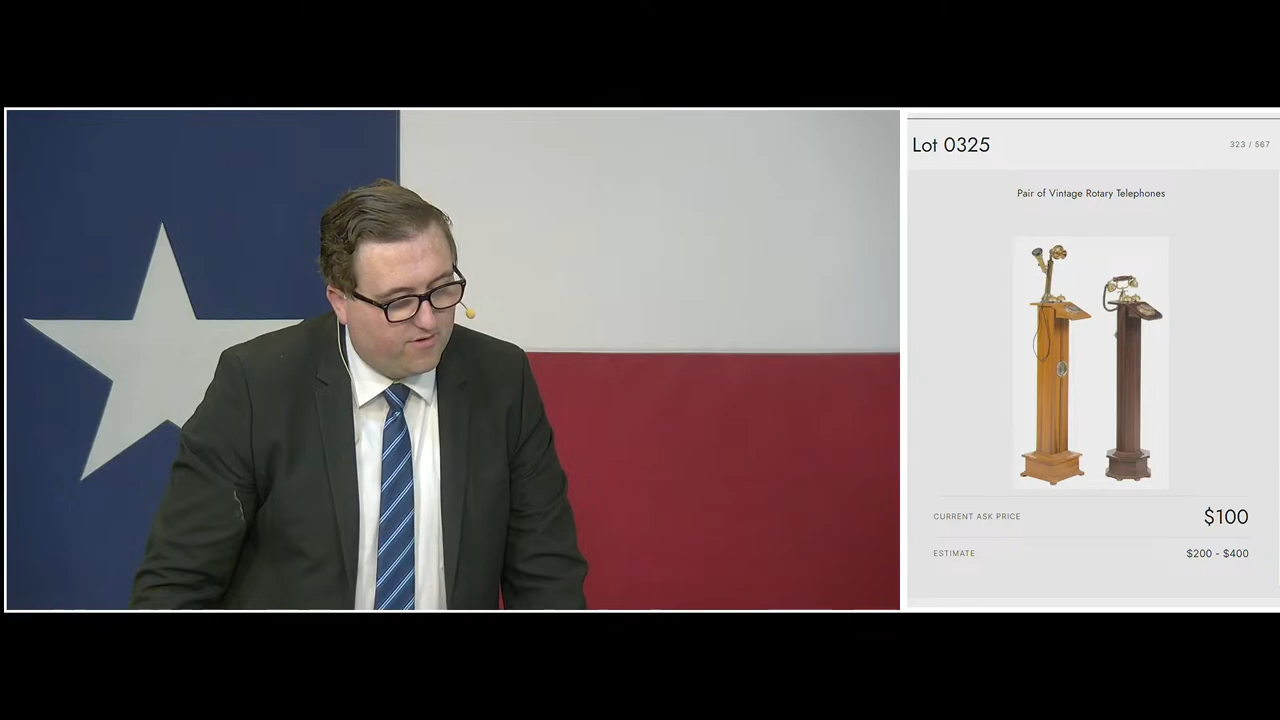 Lot 0325
323 / 567
Pair of Vintage Rotary Telephones
CURRENT ASK PRICE
$100
ESTIMATE
$200 - $400